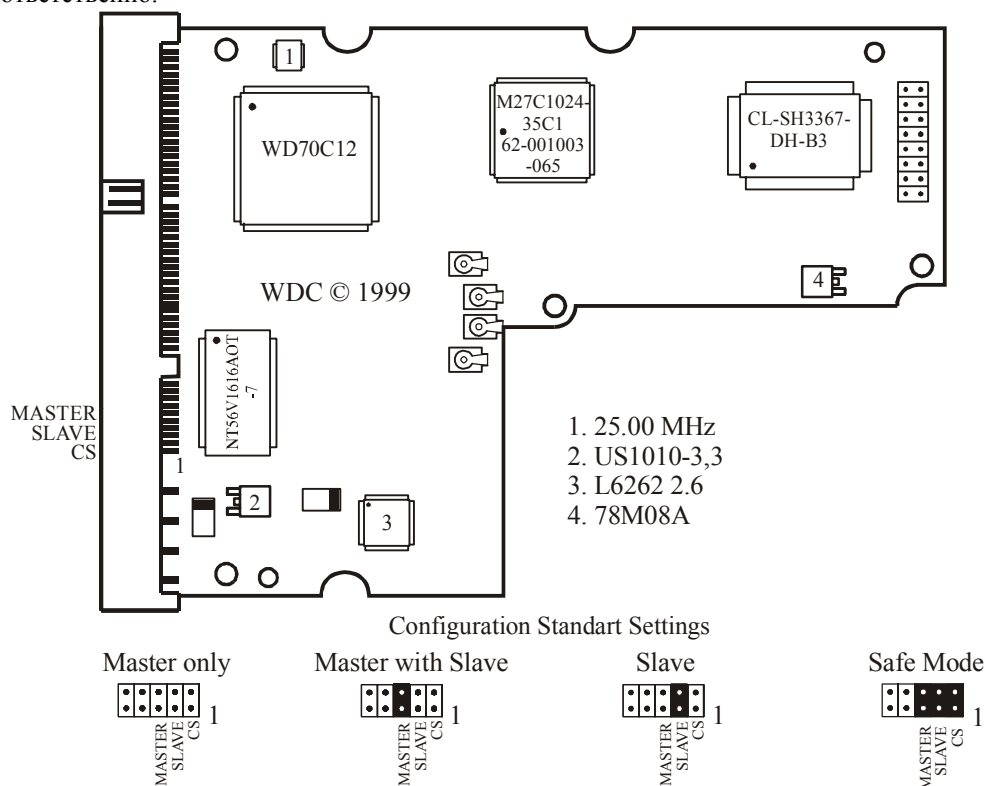 1
WD70C12
M27C1024-
35C1
62-001003
-065
CL-SH3367-
DH-B3
WDC © 1999
4
NT56V1616AOT
-7
MASTER
SLAVE
CS
1
2
3
1. 25.00 MHz
2. US1010-3,3
3. L6262 2.6
4. 78M08A
Configuration Standart Settings
Master only
1
MASTER
SLAVE
CS
Master with Slave
1
MASTER
SLAVE
CS
Slave
1
MASTER
SLAVE
CS
Safe Mode
1
MASTER
SLAVE
CS